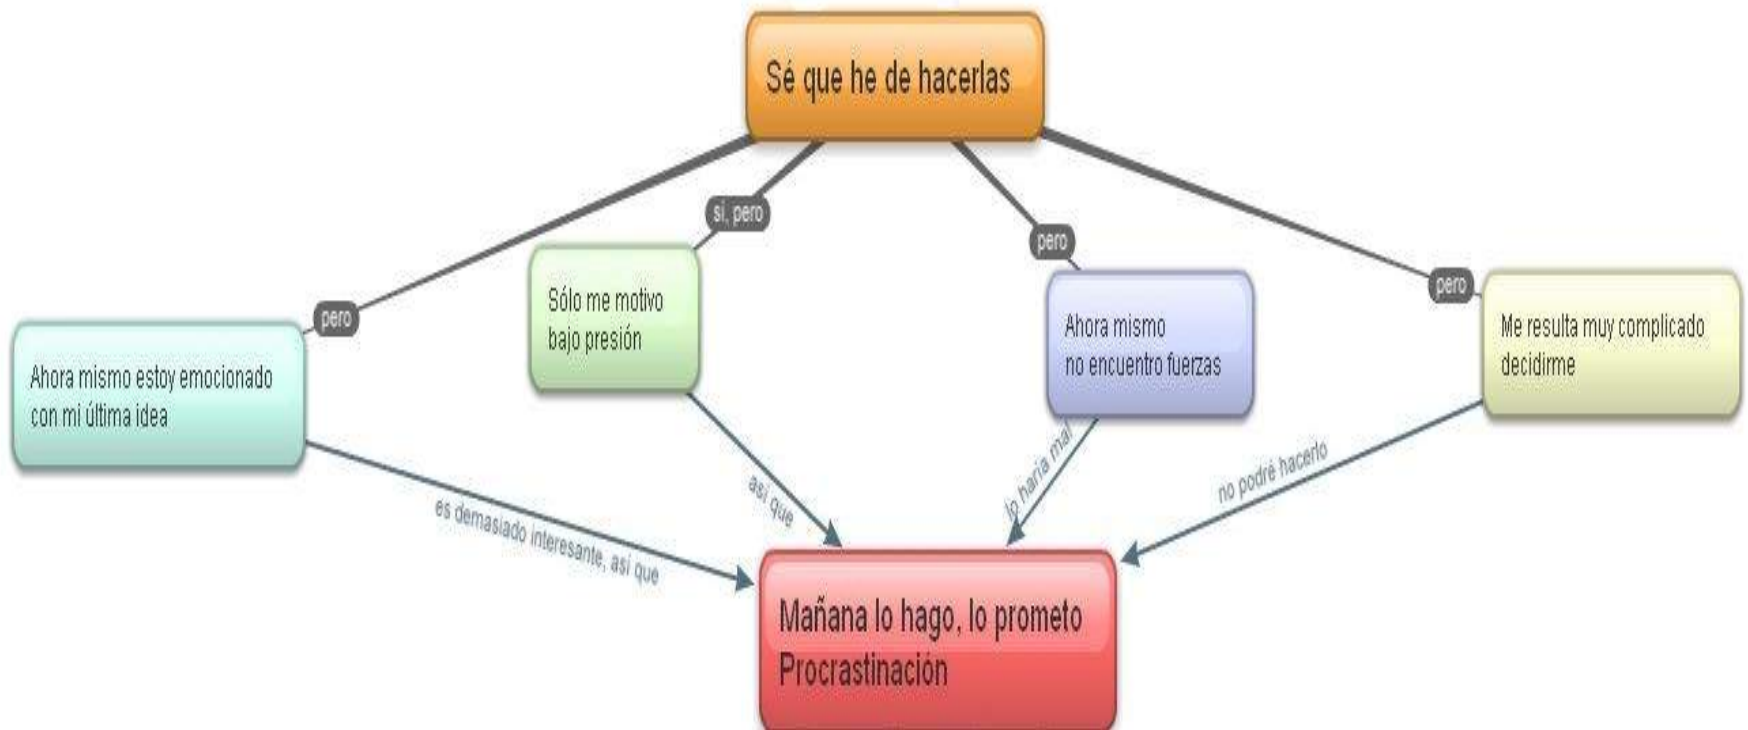 Sé que he de hacerlas
sí, pero
pero
pero
pero
Sólo me motivo
bajo presión
Ahora mismo
no encuentro fuerzas
Me resulta muy complicado
decidirme
Ahora mismo estoy emocionado
con mi última idea
es demasiado interesante, así que
así que
lo haría mal
no podré hacerlo
Mañana lo hago, lo prometo
Procrastinación